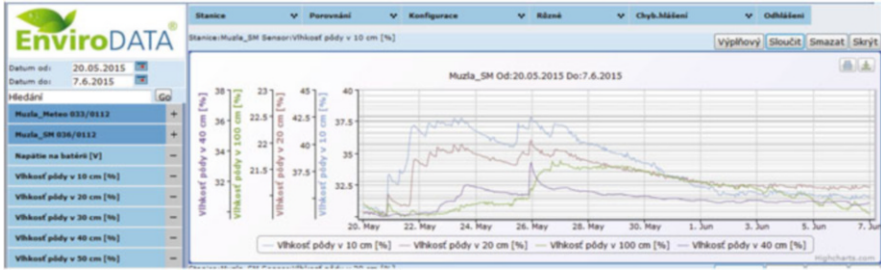 EnviroDATA®
Stanice
Porovnání
Konfigurace
Různé
Chyb.hlášení
Odhlášení
Stanice:Muzla_SM Sensor:Vlhkosť pôdy v 10 cm [%]
Výplňový
Sloučit
Smazat
Skrýt
Datum od: 20.05.2015
Datum do: 7.6.2015
Hledání
Go
Muzla_Meteo 033/0112 +
Muzla_SM 036/0112 +
Napätie na batérii [V] −
Vlhkosť pôdy v 10 cm [%] −
Vlhkosť pôdy v 20 cm [%] −
Vlhkosť pôdy v 30 cm [%] −
Vlhkosť pôdy v 40 cm [%] −
Vlhkosť pôdy v 50 cm [%] −
Muzla_SM Od:20.05.2015 Do:7.6.2015
Vlhkosť pôdy v 40 cm [%]
38
36
34
32
Vlhkosť pôdy v 100 cm [%]
23
22.5
22
21.5
Vlhkosť pôdy v 20 cm [%]
45
42.5
40
37.5
Vlhkosť pôdy v 10 cm [%]
40
37.5
35
32.5
20. May
22. May
24. May
26. May
28. May
30. May
1. Jun
3. Jun
5. Jun
7. Jun
Vlhkosť pôdy v 10 cm [%]
Vlhkosť pôdy v 20 cm [%]
Vlhkosť pôdy v 100 cm [%]
Vlhkosť pôdy v 40 cm [%]
Highcharts.com